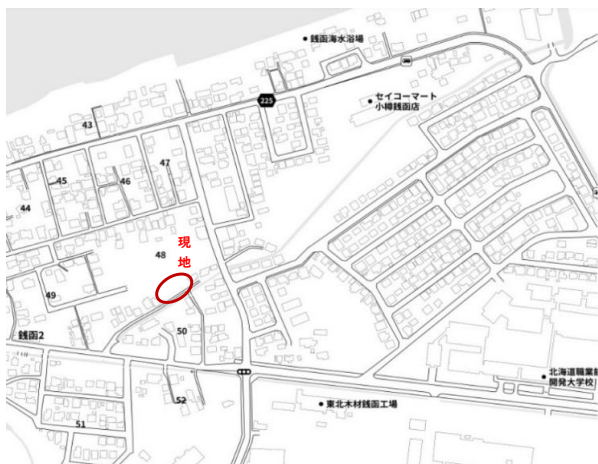 銭函海水浴場
225
セイコーマート
小樽銭函店
43
47
45
46
44
現
地
48
49
銭函2
50
北海道職業能
開発大学校
52
東北木材銭函工場
51